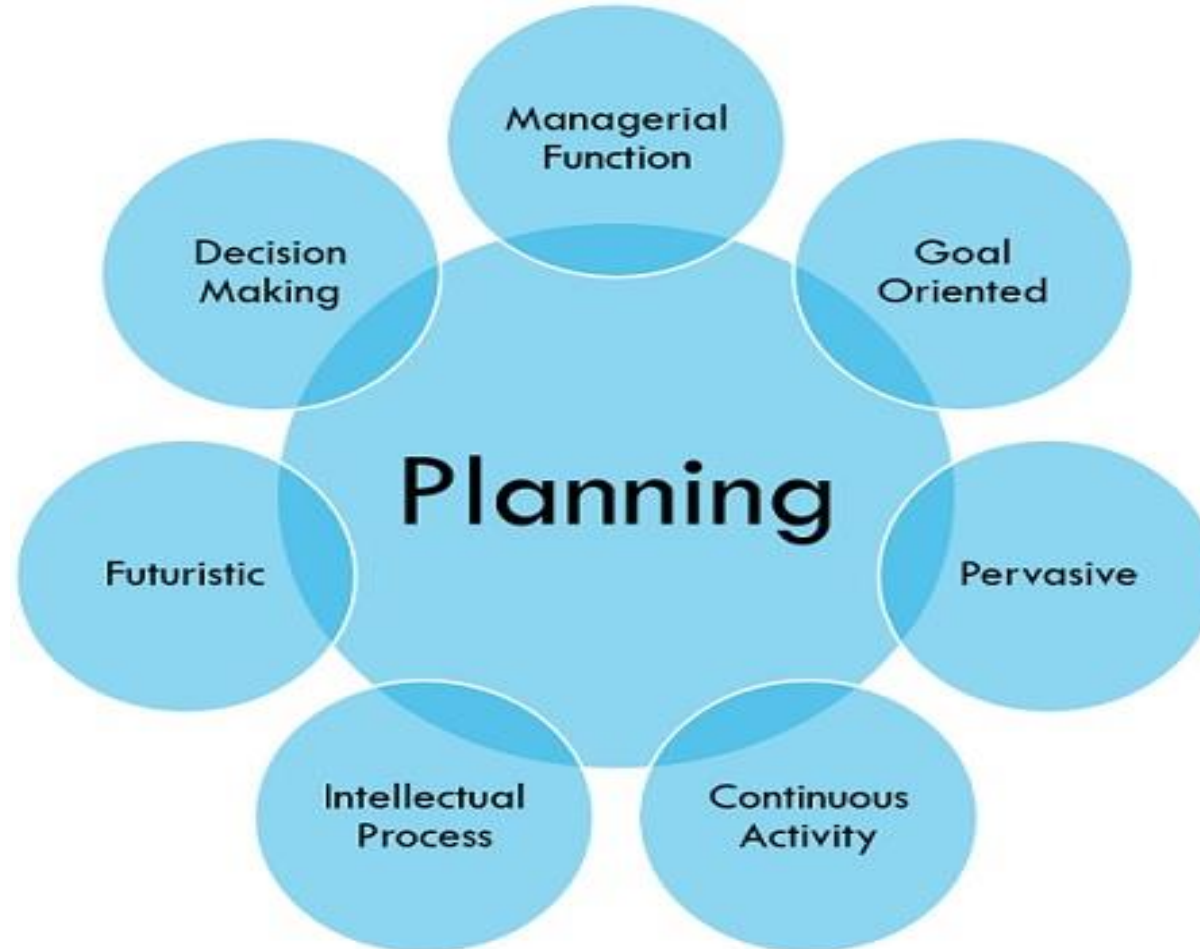 Managerial
Function
Goal
Oriented
Pervasive
Continuous
Activity
Intellectual
Process
Futuristic
Decision
Making
Planning